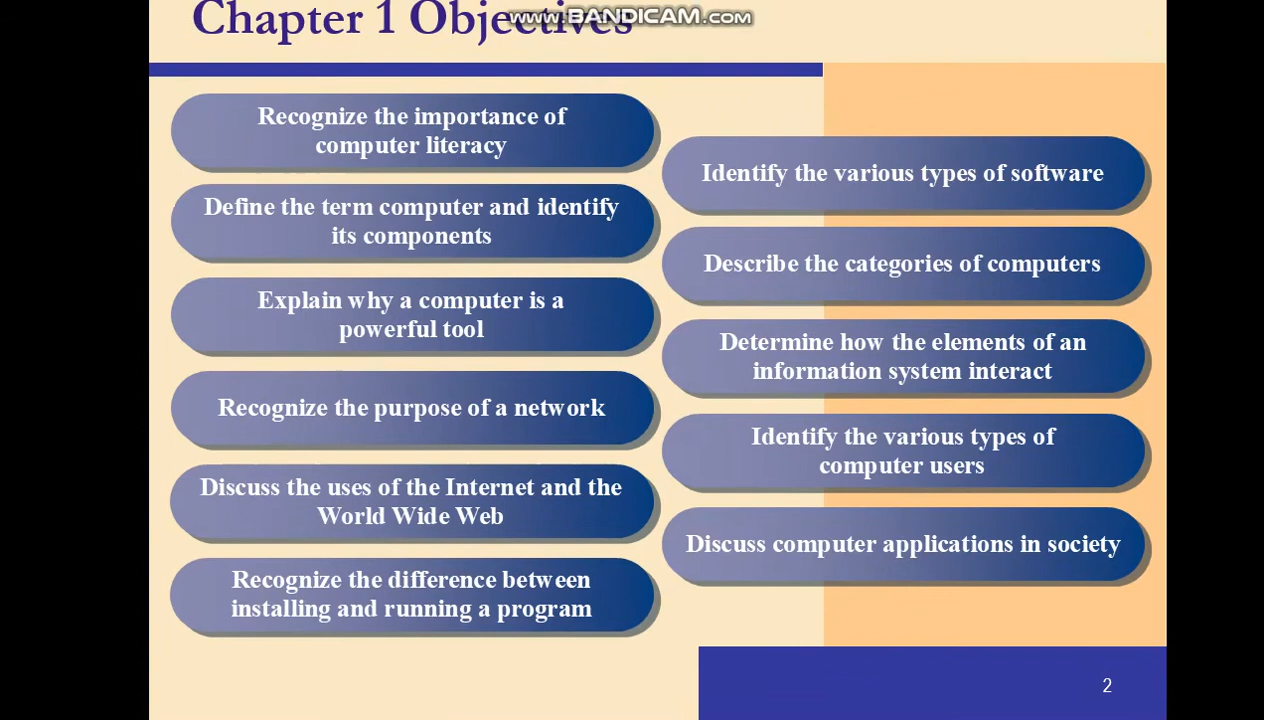 Chapter 1 Objectives
www.BANDICAM.com
Recognize the importance of
computer literacy
Define the term computer and identify
its components
Explain why a computer is a
powerful tool
Recognize the purpose of a network
Discuss the uses of the Internet and the
World Wide Web
Recognize the difference between
installing and running a program
Identify the various types of software
Describe the categories of computers
Determine how the elements of an
information system interact
Identify the various types of
computer users
Discuss computer applications in society
2